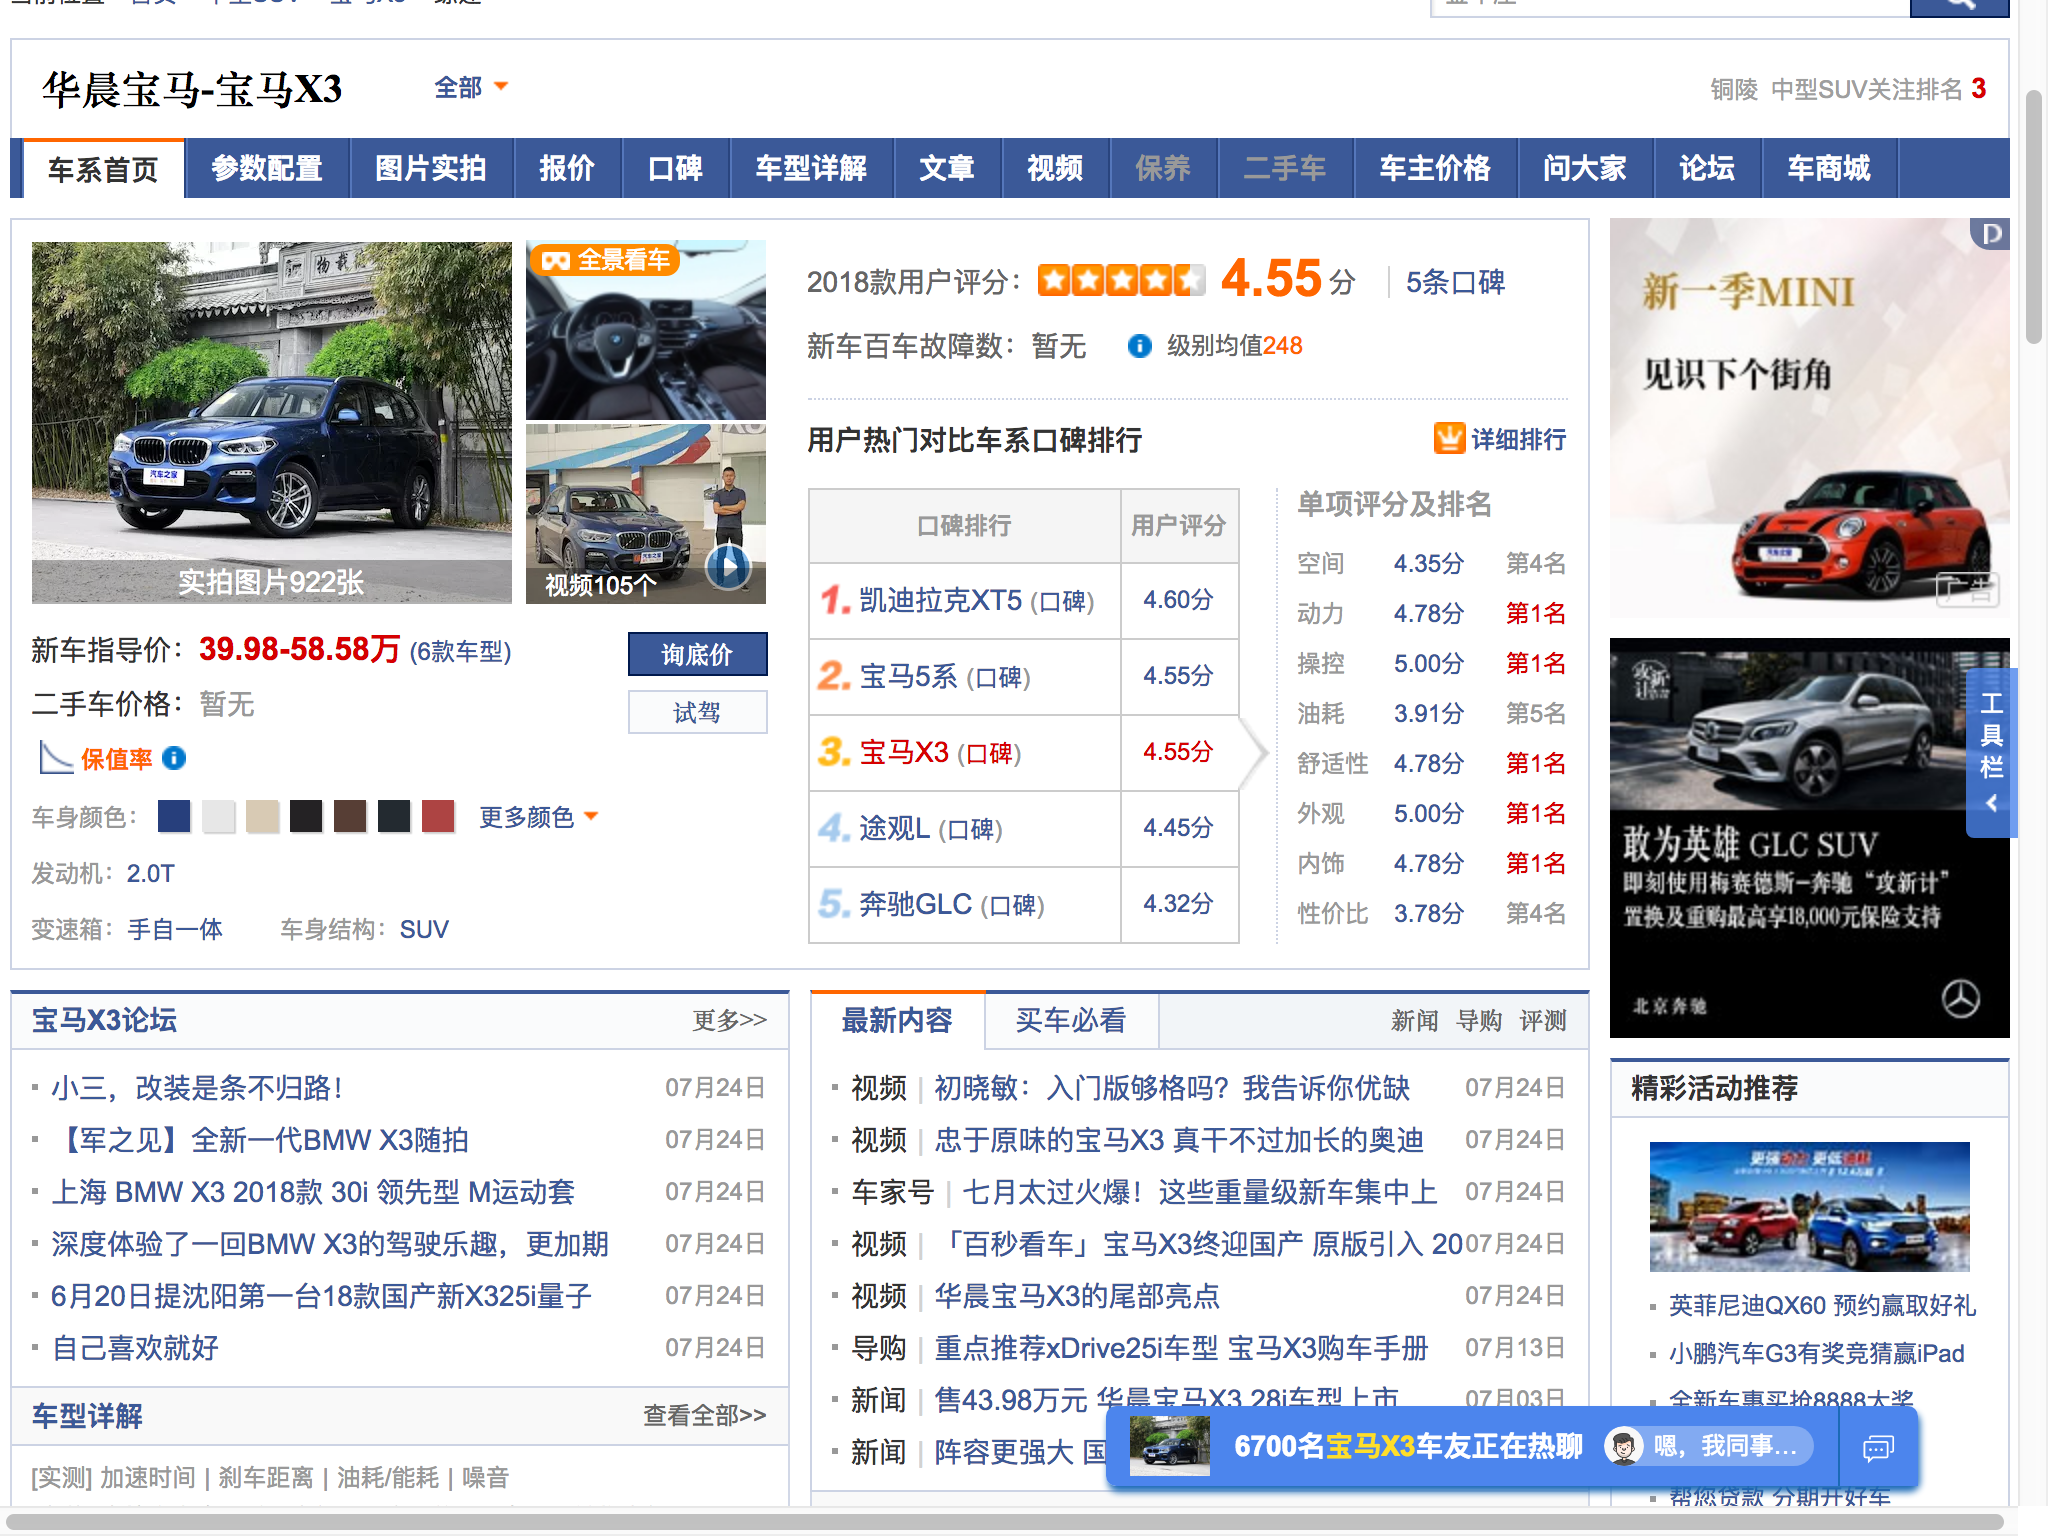 华晨宝马-宝马X3
全部
铜陵 中型SUV关注排名 3
车系首页 参数配置 图片实拍 报价 口碑 车型详解 文章 视频 保养 二手车 车主价格 问大家 论坛 车商城
全景看车
汽车之家
实拍图片922张
视频105个
2018款用户评分： 4.55 分 5条口碑
新车百车故障数： 暂无 级别均值248
用户热门对比车系口碑排行 详细排行
口碑排行 用户评分
1. 凯迪拉克XT5 (口碑) 4.60分
2. 宝马5系 (口碑) 4.55分
3. 宝马X3 (口碑) 4.55分
4. 途观L (口碑) 4.45分
5. 奔驰GLC (口碑) 4.32分
单项评分及排名
空间 4.35分 第4名
动力 4.78分 第1名
操控 5.00分 第1名
油耗 3.91分 第5名
舒适性 4.78分 第1名
外观 5.00分 第1名
内饰 4.78分 第1名
性价比 3.78分 第4名
新车指导价： 39.98-58.58万 (6款车型)
询底价
二手车价格： 暂无
试驾
保值率
车身颜色： 更多颜色
发动机： 2.0T
变速箱： 手自一体 车身结构： SUV
新一季MINI
见识下个街角
广告
攻新计
敢为英雄 GLC SUV
即刻使用梅赛德斯-奔驰“攻新计”
置换及重购最高享18,000元保险支持
北京奔驰
工具栏
宝马X3论坛 更多>>
小三，改装是条不归路！ 07月24日
【军之见】全新一代BMW X3随拍 07月24日
上海 BMW X3 2018款 30i 领先型 M运动套 07月24日
深度体验了一回BMW X3的驾驶乐趣，更加期 07月24日
6月20日提沈阳第一台18款国产新X325i量子 07月24日
自己喜欢就好 07月24日
车型详解 查看全部>>
[实测] 加速时间 | 刹车距离 | 油耗/能耗 | 噪音
最新内容 买车必看 新闻 导购 评测
视频 | 初晓敏：入门版够格吗？我告诉你优缺 07月24日
视频 | 忠于原味的宝马X3 真干不过加长的奥迪 07月24日
车家号 | 七月太过火爆！这些重量级新车集中上 07月24日
视频 | 「百秒看车」宝马X3终迎国产 原版引入 20 07月24日
视频 | 华晨宝马X3的尾部亮点 07月24日
导购 | 重点推荐xDrive25i车型 宝马X3购车手册 07月13日
新闻 | 售43.98万元 华晨宝马X3 28i车型上市 07月03日
新闻 | 阵容更强大 国
精彩活动推荐
更强动力 更低油耗
英菲尼迪QX60 预约赢取好礼
小鹏汽车G3有奖竞猜赢iPad
全新车惠买抢8888大奖
帮您贷款 分期开好车
6700名宝马X3车友正在热聊 嗯，我同事...